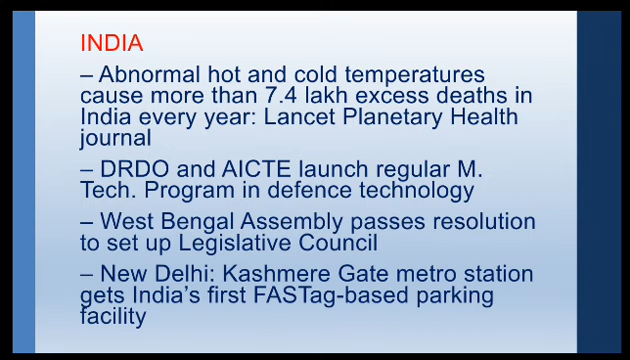 INDIA
– Abnormal hot and cold temperatures
cause more than 7.4 lakh excess deaths in
India every year: Lancet Planetary Health
journal
– DRDO and AICTE launch regular M.
Tech. Program in defence technology
– West Bengal Assembly passes resolution
to set up Legislative Council
– New Delhi: Kashmere Gate metro station
gets India's first FASTag-based parking
facility